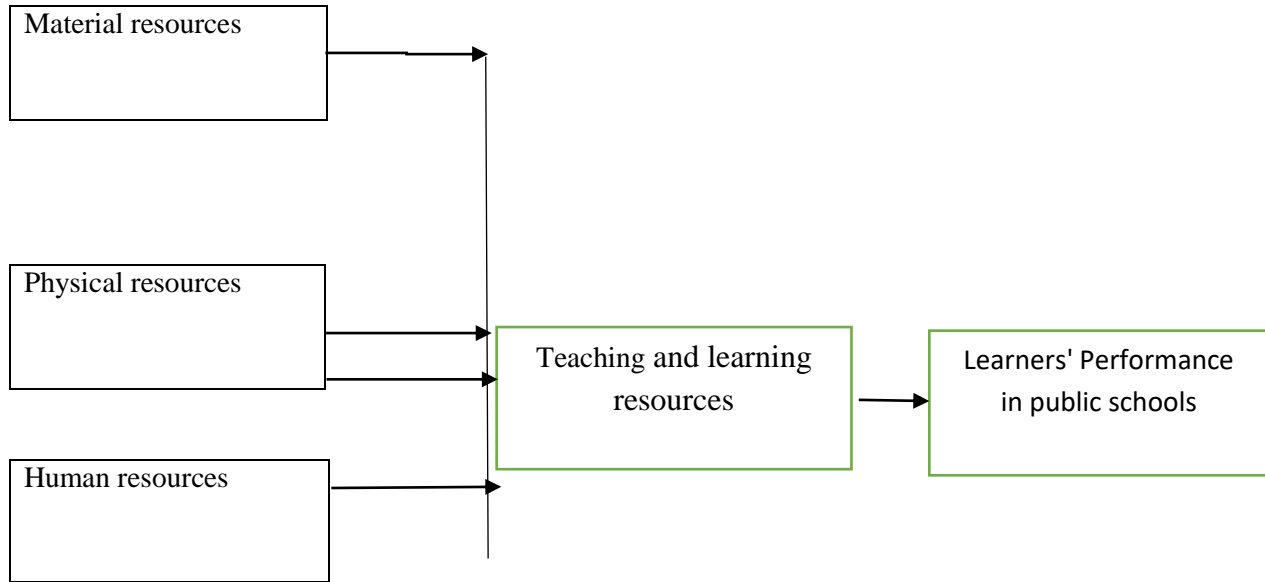 Material resources
Physical resources
Teaching and learning
resources
Learners' Performance
in public schools
Human resources